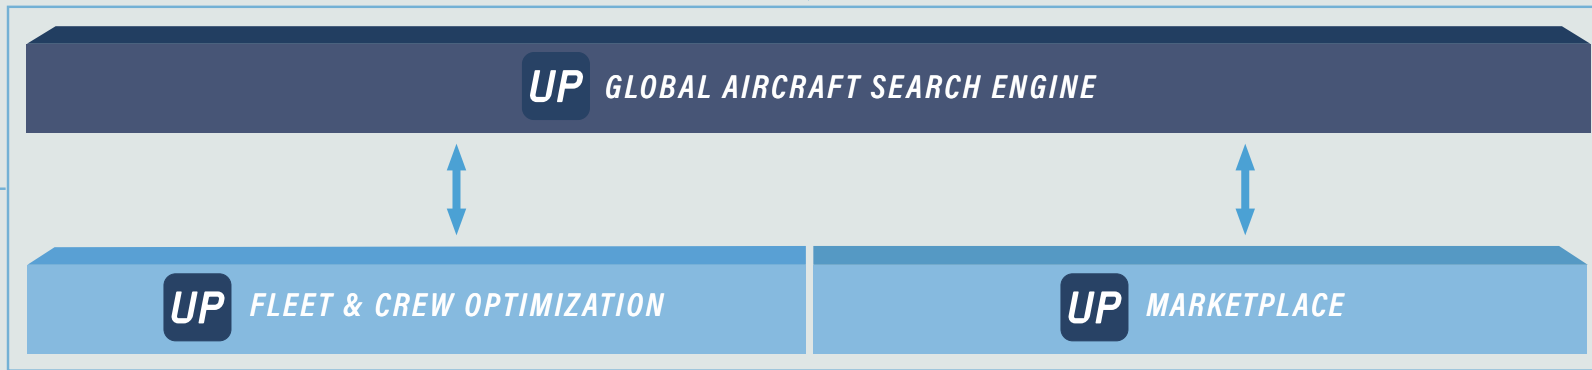 UP GLOBAL AIRCRAFT SEARCH ENGINE
UP FLEET & CREW OPTIMIZATION
UP MARKETPLACE